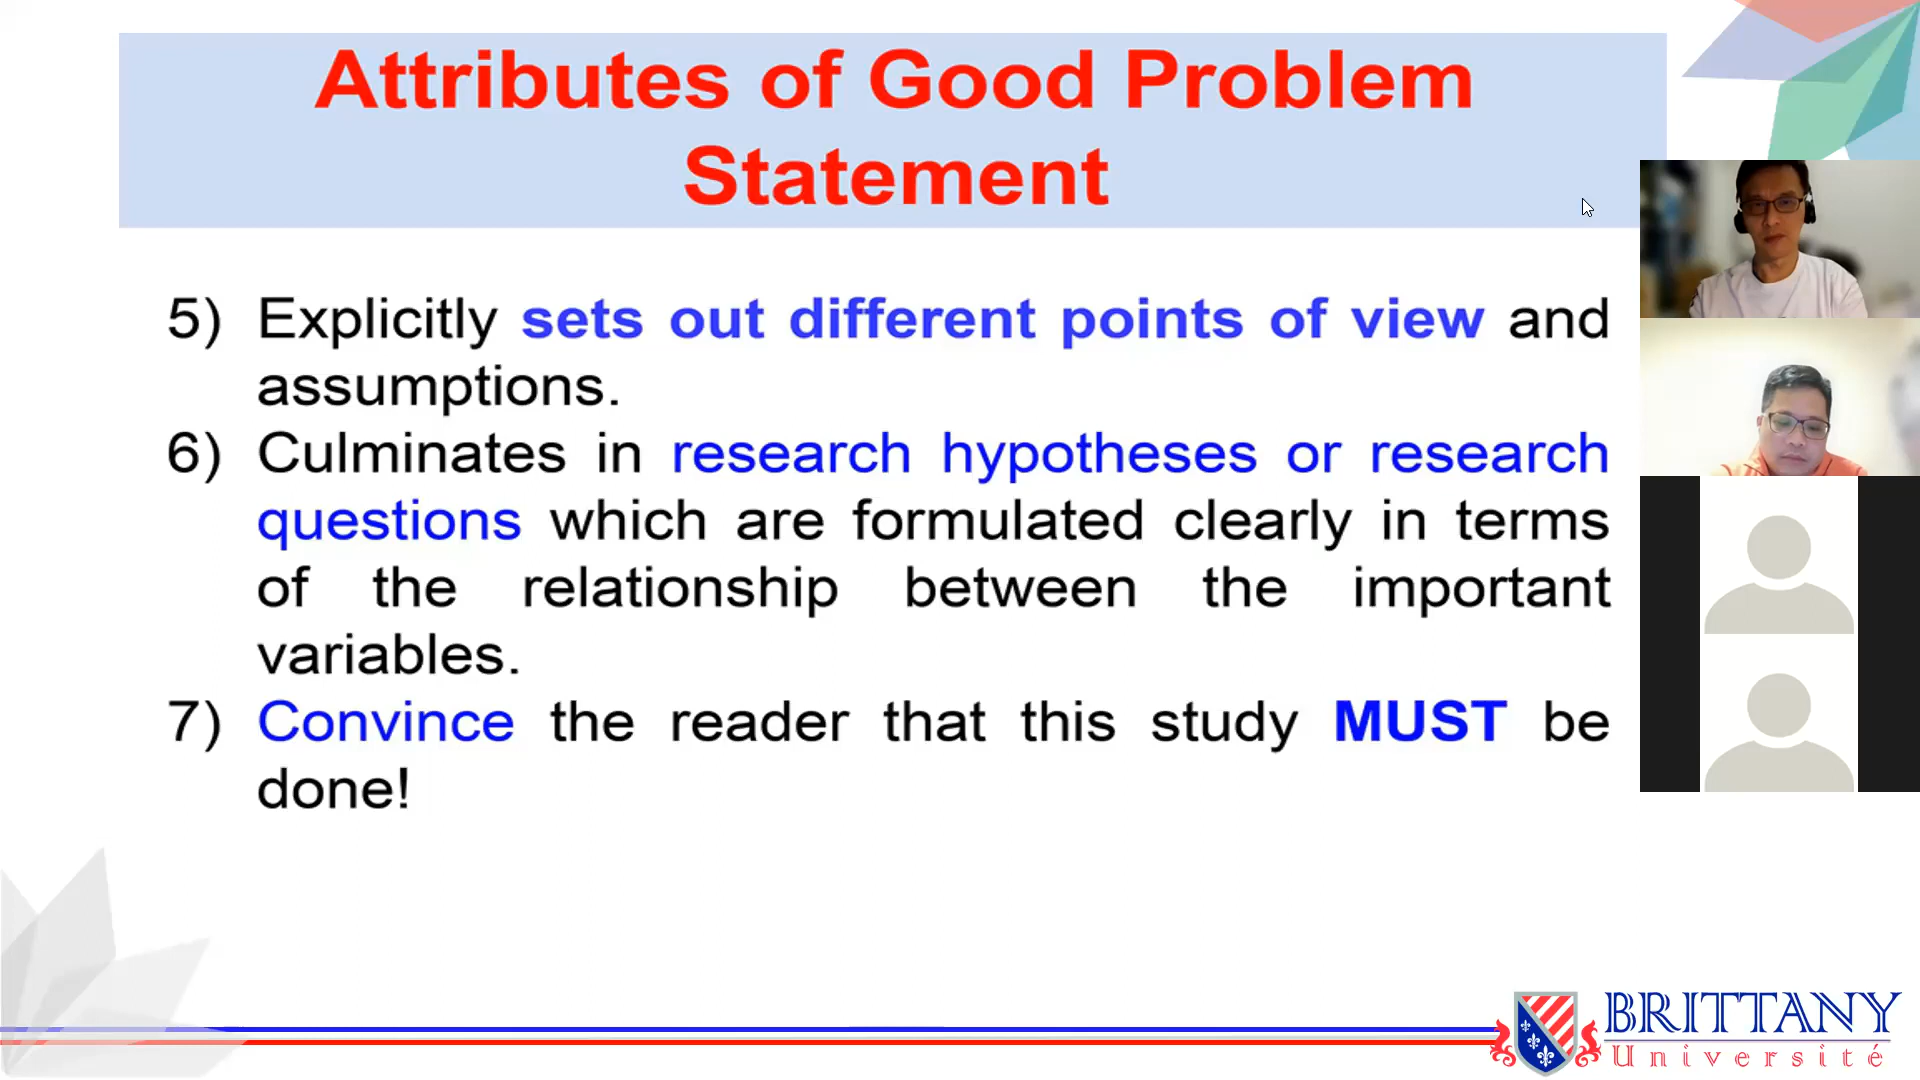 Attributes of Good Problem
Statement
5) Explicitly sets out different points of view and
assumptions.
6) Culminates in research hypotheses or research
questions which are formulated clearly in terms
of the relationship between the important
variables.
7) Convince the reader that this study MUST be
done!
BRITTANY
Université